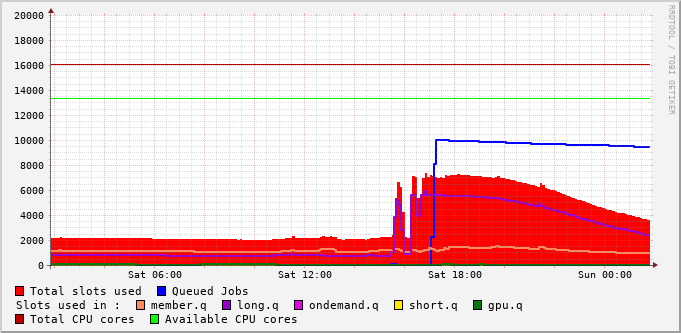 20000
18000
16000
14000
12000
10000
8000
6000
4000
2000
0
Sat 06:00 Sat 12:00 Sat 18:00 Sun 00:00
RRDTOOL / TOBI OETIKER
Total slots used Queued Jobs
Slots used in : member.q long.q ondemand.q short.q gpu.q
Total CPU cores Available CPU cores